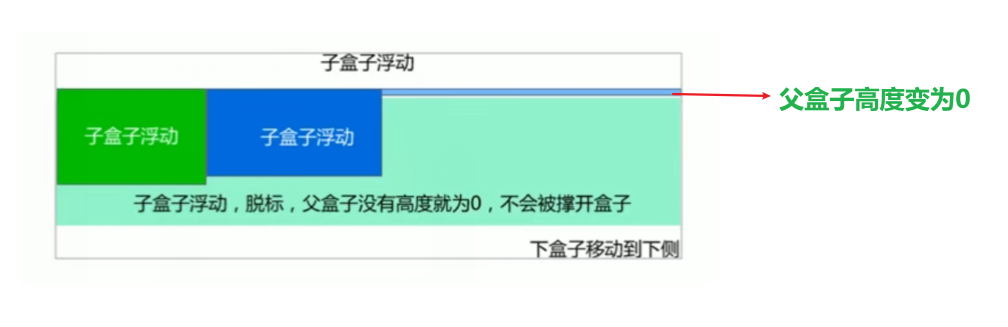 子盒子浮动
父盒子高度变为0
子盒子浮动
子盒子浮动
子盒子浮动，脱标，父盒子没有高度就为0，不会被撑开盒子
下盒子移动到下侧